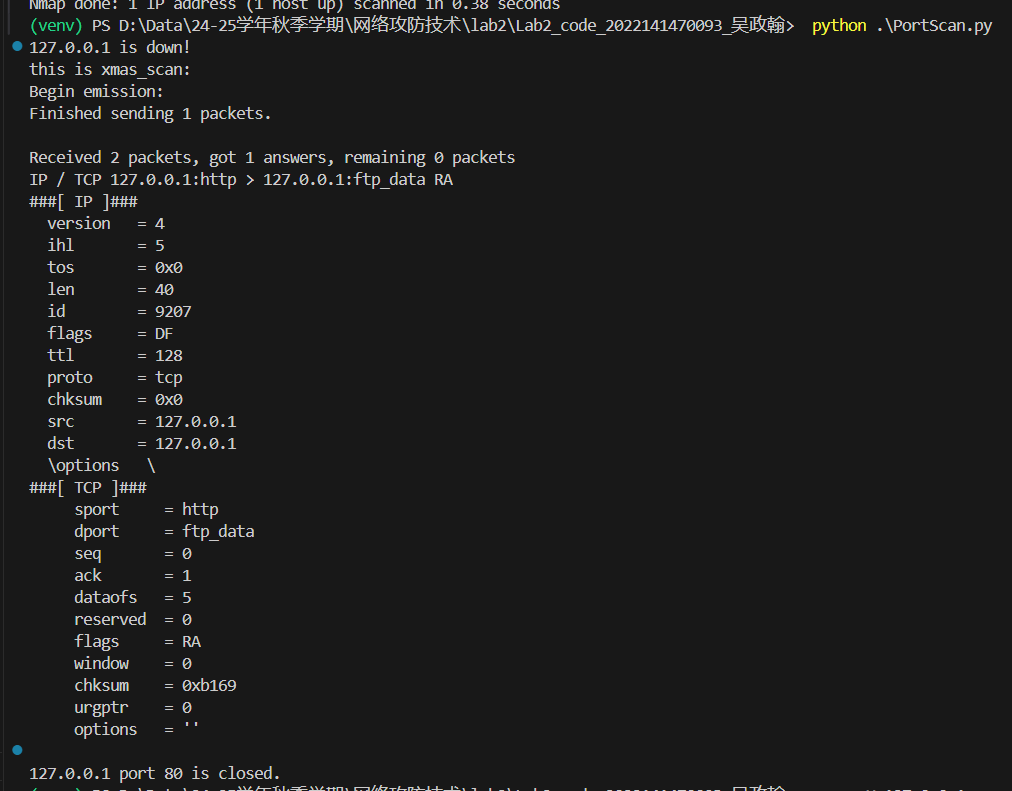 Nmap done: 1 IP address (1 host up) scanned in 0.38 seconds
(venv) PS D:\Data\24-25学年秋季学期\网络攻防技术\lab2\Lab2_code_2022141470093_吴政翰> python .\PortScan.py
127.0.0.1 is down!
this is xmas_scan:
Begin emission:
Finished sending 1 packets.
Received 2 packets, got 1 answers, remaining 0 packets
IP / TCP 127.0.0.1:http > 127.0.0.1:ftp_data RA
###[ IP ]###
version = 4
ihl = 5
tos = 0x0
len = 40
id = 9207
flags = DF
ttl = 128
proto = tcp
chksum = 0x0
src = 127.0.0.1
dst = 127.0.0.1
\options \
###[ TCP ]###
sport = http
dport = ftp_data
seq = 0
ack = 1
dataofs = 5
reserved = 0
flags = RA
window = 0
chksum = 0xb169
urgptr = 0
options = ''
127.0.0.1 port 80 is closed.